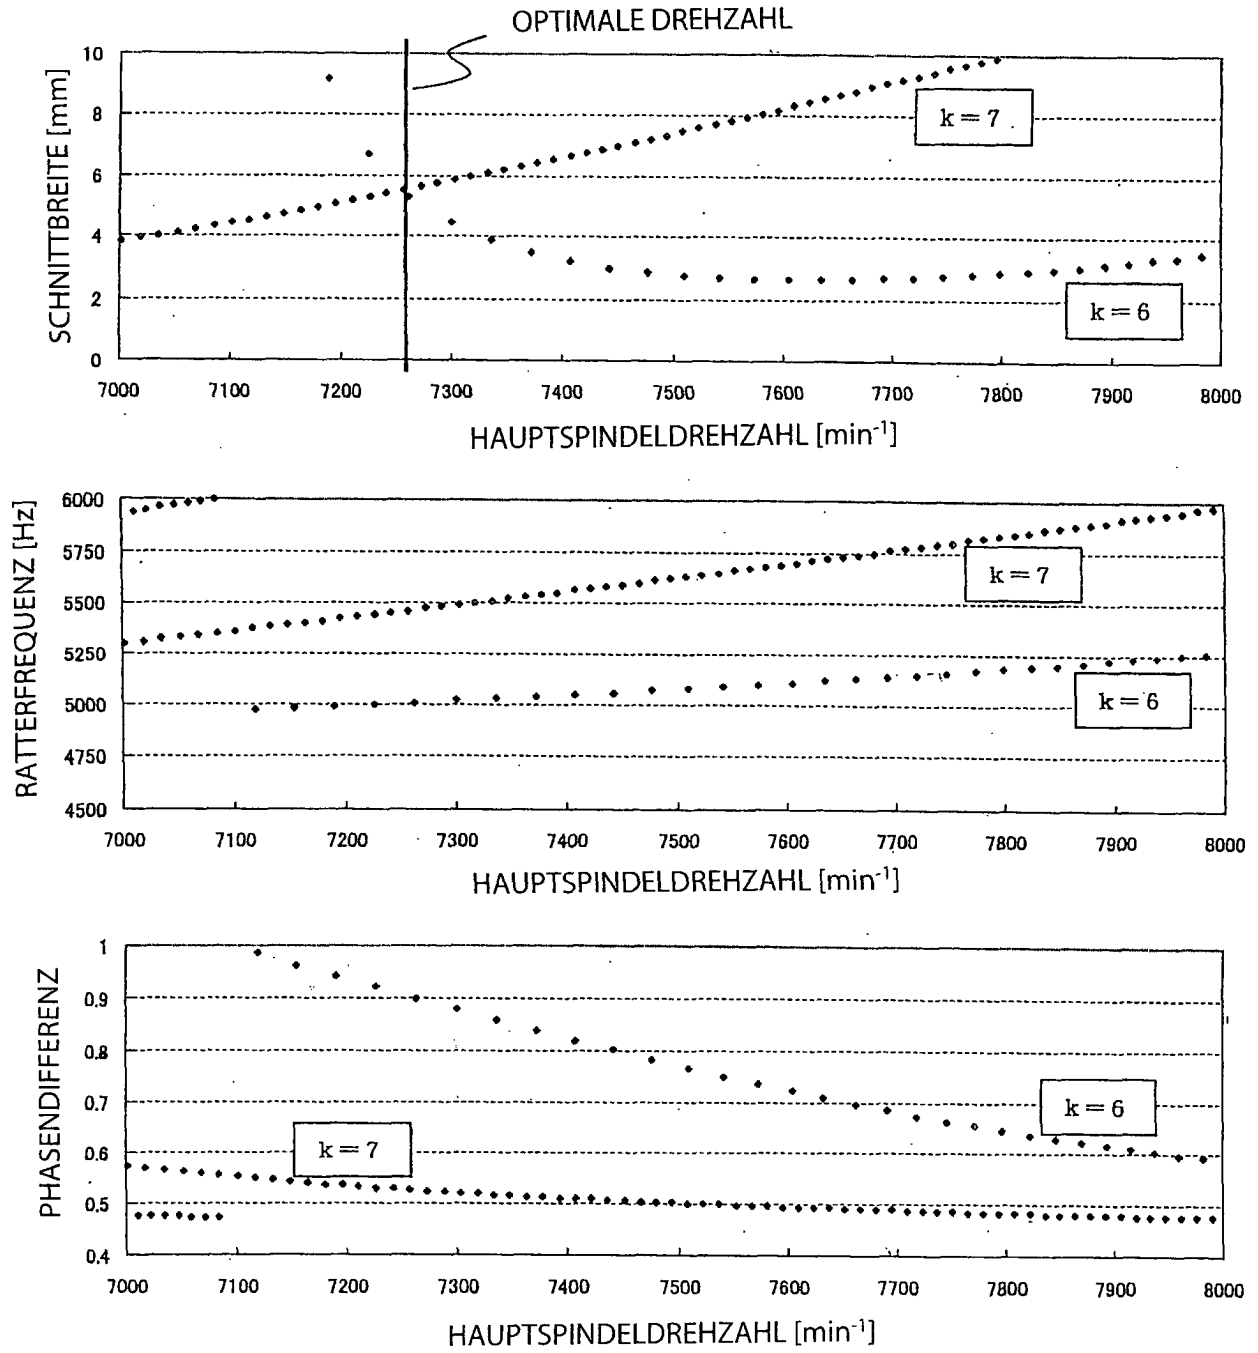 OPTIMALE DREHZAHL
SCHNITTBREITE [mm]
10
8
6
4
2
0
k = 7
k = 6
7000 7100 7200 7300 7400 7500 7600 7700 7800 7900 8000
HAUPTSPINDELDREHZAHL [min⁻¹]
RATTERFREQUENZ [Hz]
6000
5750
5500
5250
5000
4750
4500
k = 7
k = 6
7000 7100 7200 7300 7400 7500 7600 7700 7800 7900 8000
HAUPTSPINDELDREHZAHL [min⁻¹]
PHASENDIFFERENZ
1
0.9
0.8
0.7
0.6
0.5
0.4
k = 6
k = 7
7000 7100 7200 7300 7400 7500 7600 7700 7800 7900 8000
HAUPTSPINDELDREHZAHL [min⁻¹]